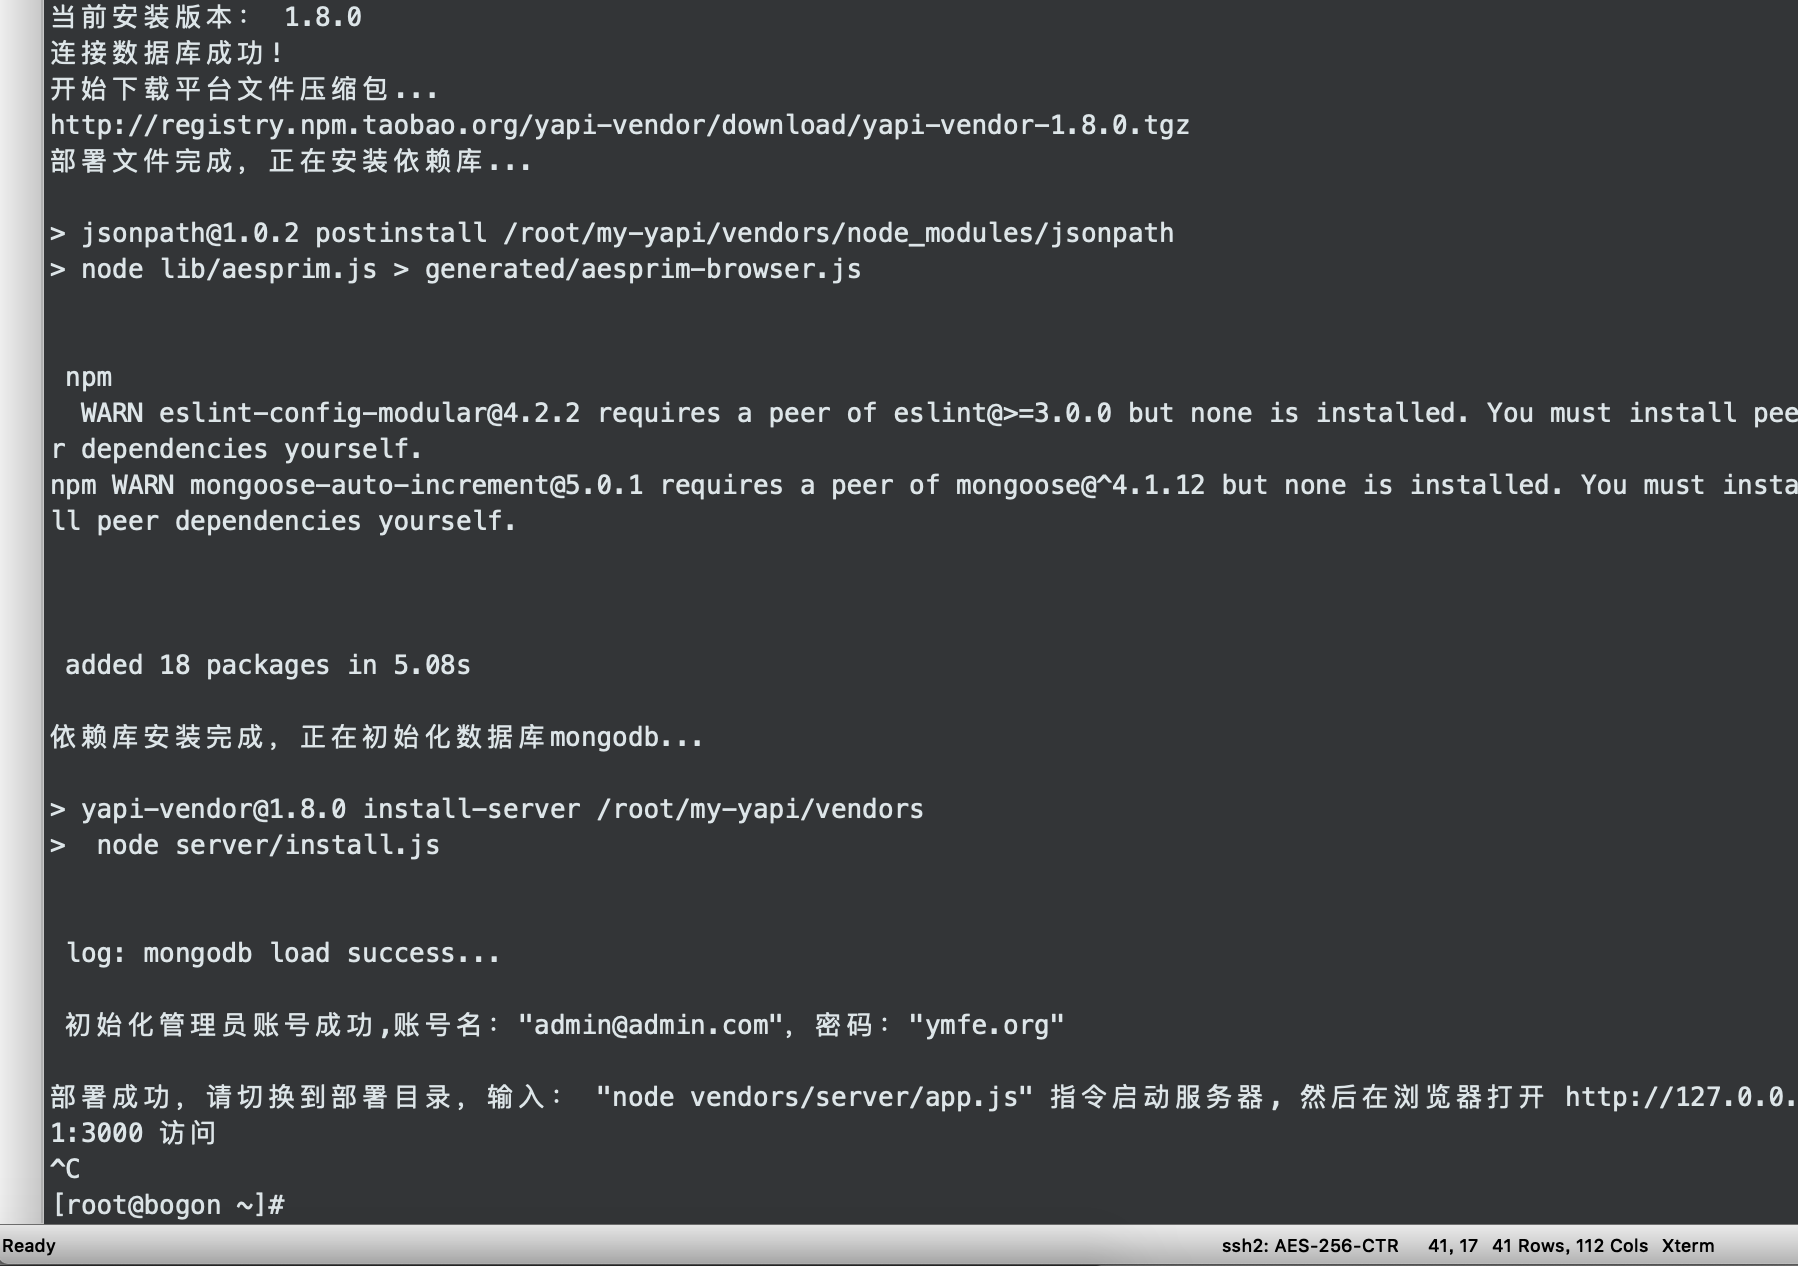 当前安装版本： 1.8.0
连接数据库成功!
开始下载平台文件压缩包...
http://registry.npm.taobao.org/yapi-vendor/download/yapi-vendor-1.8.0.tgz
部署文件完成，正在安装依赖库...
> jsonpath@1.0.2 postinstall /root/my-yapi/vendors/node_modules/jsonpath
> node lib/aesprim.js > generated/aesprim-browser.js
npm
WARN eslint-config-modular@4.2.2 requires a peer of eslint@>=3.0.0 but none is installed. You must install pee
r dependencies yourself.
npm WARN mongoose-auto-increment@5.0.1 requires a peer of mongoose@^4.1.12 but none is installed. You must insta
ll peer dependencies yourself.
added 18 packages in 5.08s
依赖库安装完成，正在初始化数据库mongodb...
> yapi-vendor@1.8.0 install-server /root/my-yapi/vendors
>  node server/install.js
log: mongodb load success...
初始化管理员账号成功,账号名："admin@admin.com"，密码："ymfe.org"
部署成功，请切换到部署目录，输入： "node vendors/server/app.js" 指令启动服务器, 然后在浏览器打开 http://127.0.0.
1:3000 访问
^C
[root@bogon ~]#
Ready
ssh2: AES-256-CTR 41, 17 41 Rows, 112 Cols Xterm